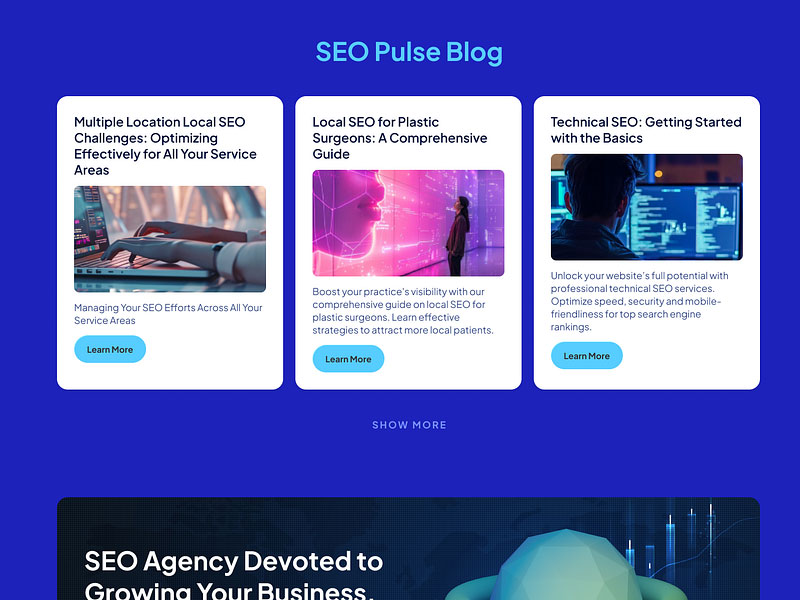 SEO Pulse Blog
Multiple Location Local SEO
Challenges: Optimizing
Effectively for All Your Service
Areas
Managing Your SEO Efforts Across All Your
Service Areas
Learn More
Local SEO for Plastic
Surgeons: A Comprehensive
Guide
Boost your practice's visibility with our
comprehensive guide on local SEO for
plastic surgeons. Learn effective
strategies to attract more local patients.
Learn More
Technical SEO: Getting Started
with the Basics
Unlock your website's full potential with
professional technical SEO services.
Optimize speed, security and mobile-
friendliness for top search engine
rankings.
Learn More
SHOW MORE
SEO Agency Devoted to
Growing Your Business.